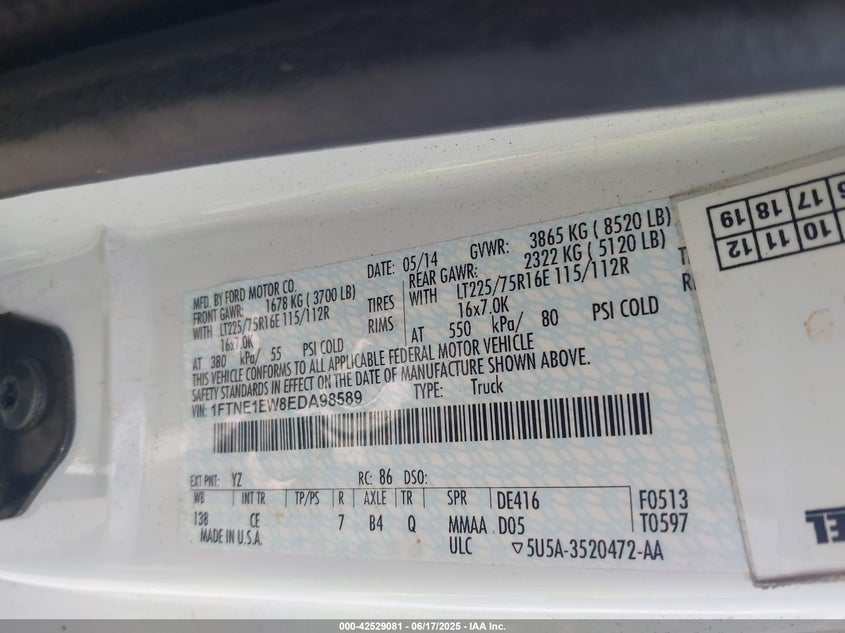 MFD. BY FORD MOTOR CO.
DATE: 05/14
GVWR: 3865 KG ( 8520 LB)
FRONT GAWR: 1678 KG ( 3700 LB)
REAR GAWR: 2322 KG ( 5120 LB)
WITH LT225/75R16E 115/112R TIRES
WITH LT225/75R16E 115/112R
16x7.0K RIMS
16x7.0K
AT 380 kPa/ 55 PSI COLD
AT 550 kPa/ 80 PSI COLD
THIS VEHICLE CONFORMS TO ALL APPLICABLE FEDERAL MOTOR VEHICLE
SAFETY STANDARDS IN EFFECT ON THE DATE OF MANUFACTURE SHOWN ABOVE.
VIN: 1FTNE1EW8EDA98589
TYPE: Truck
EXT PNT: YZ RC: 86 DSO:
WB INT TR TP/PS R AXLE TR SPR DE416 F0513
138 CE 7 B4 Q MMAA D05 T0597
MADE IN U.S.A. ULC ▽5U5A-3520472-AA
17 18 19
10 11 12
000-42529081 - 06/17/2025 - IAA Inc.